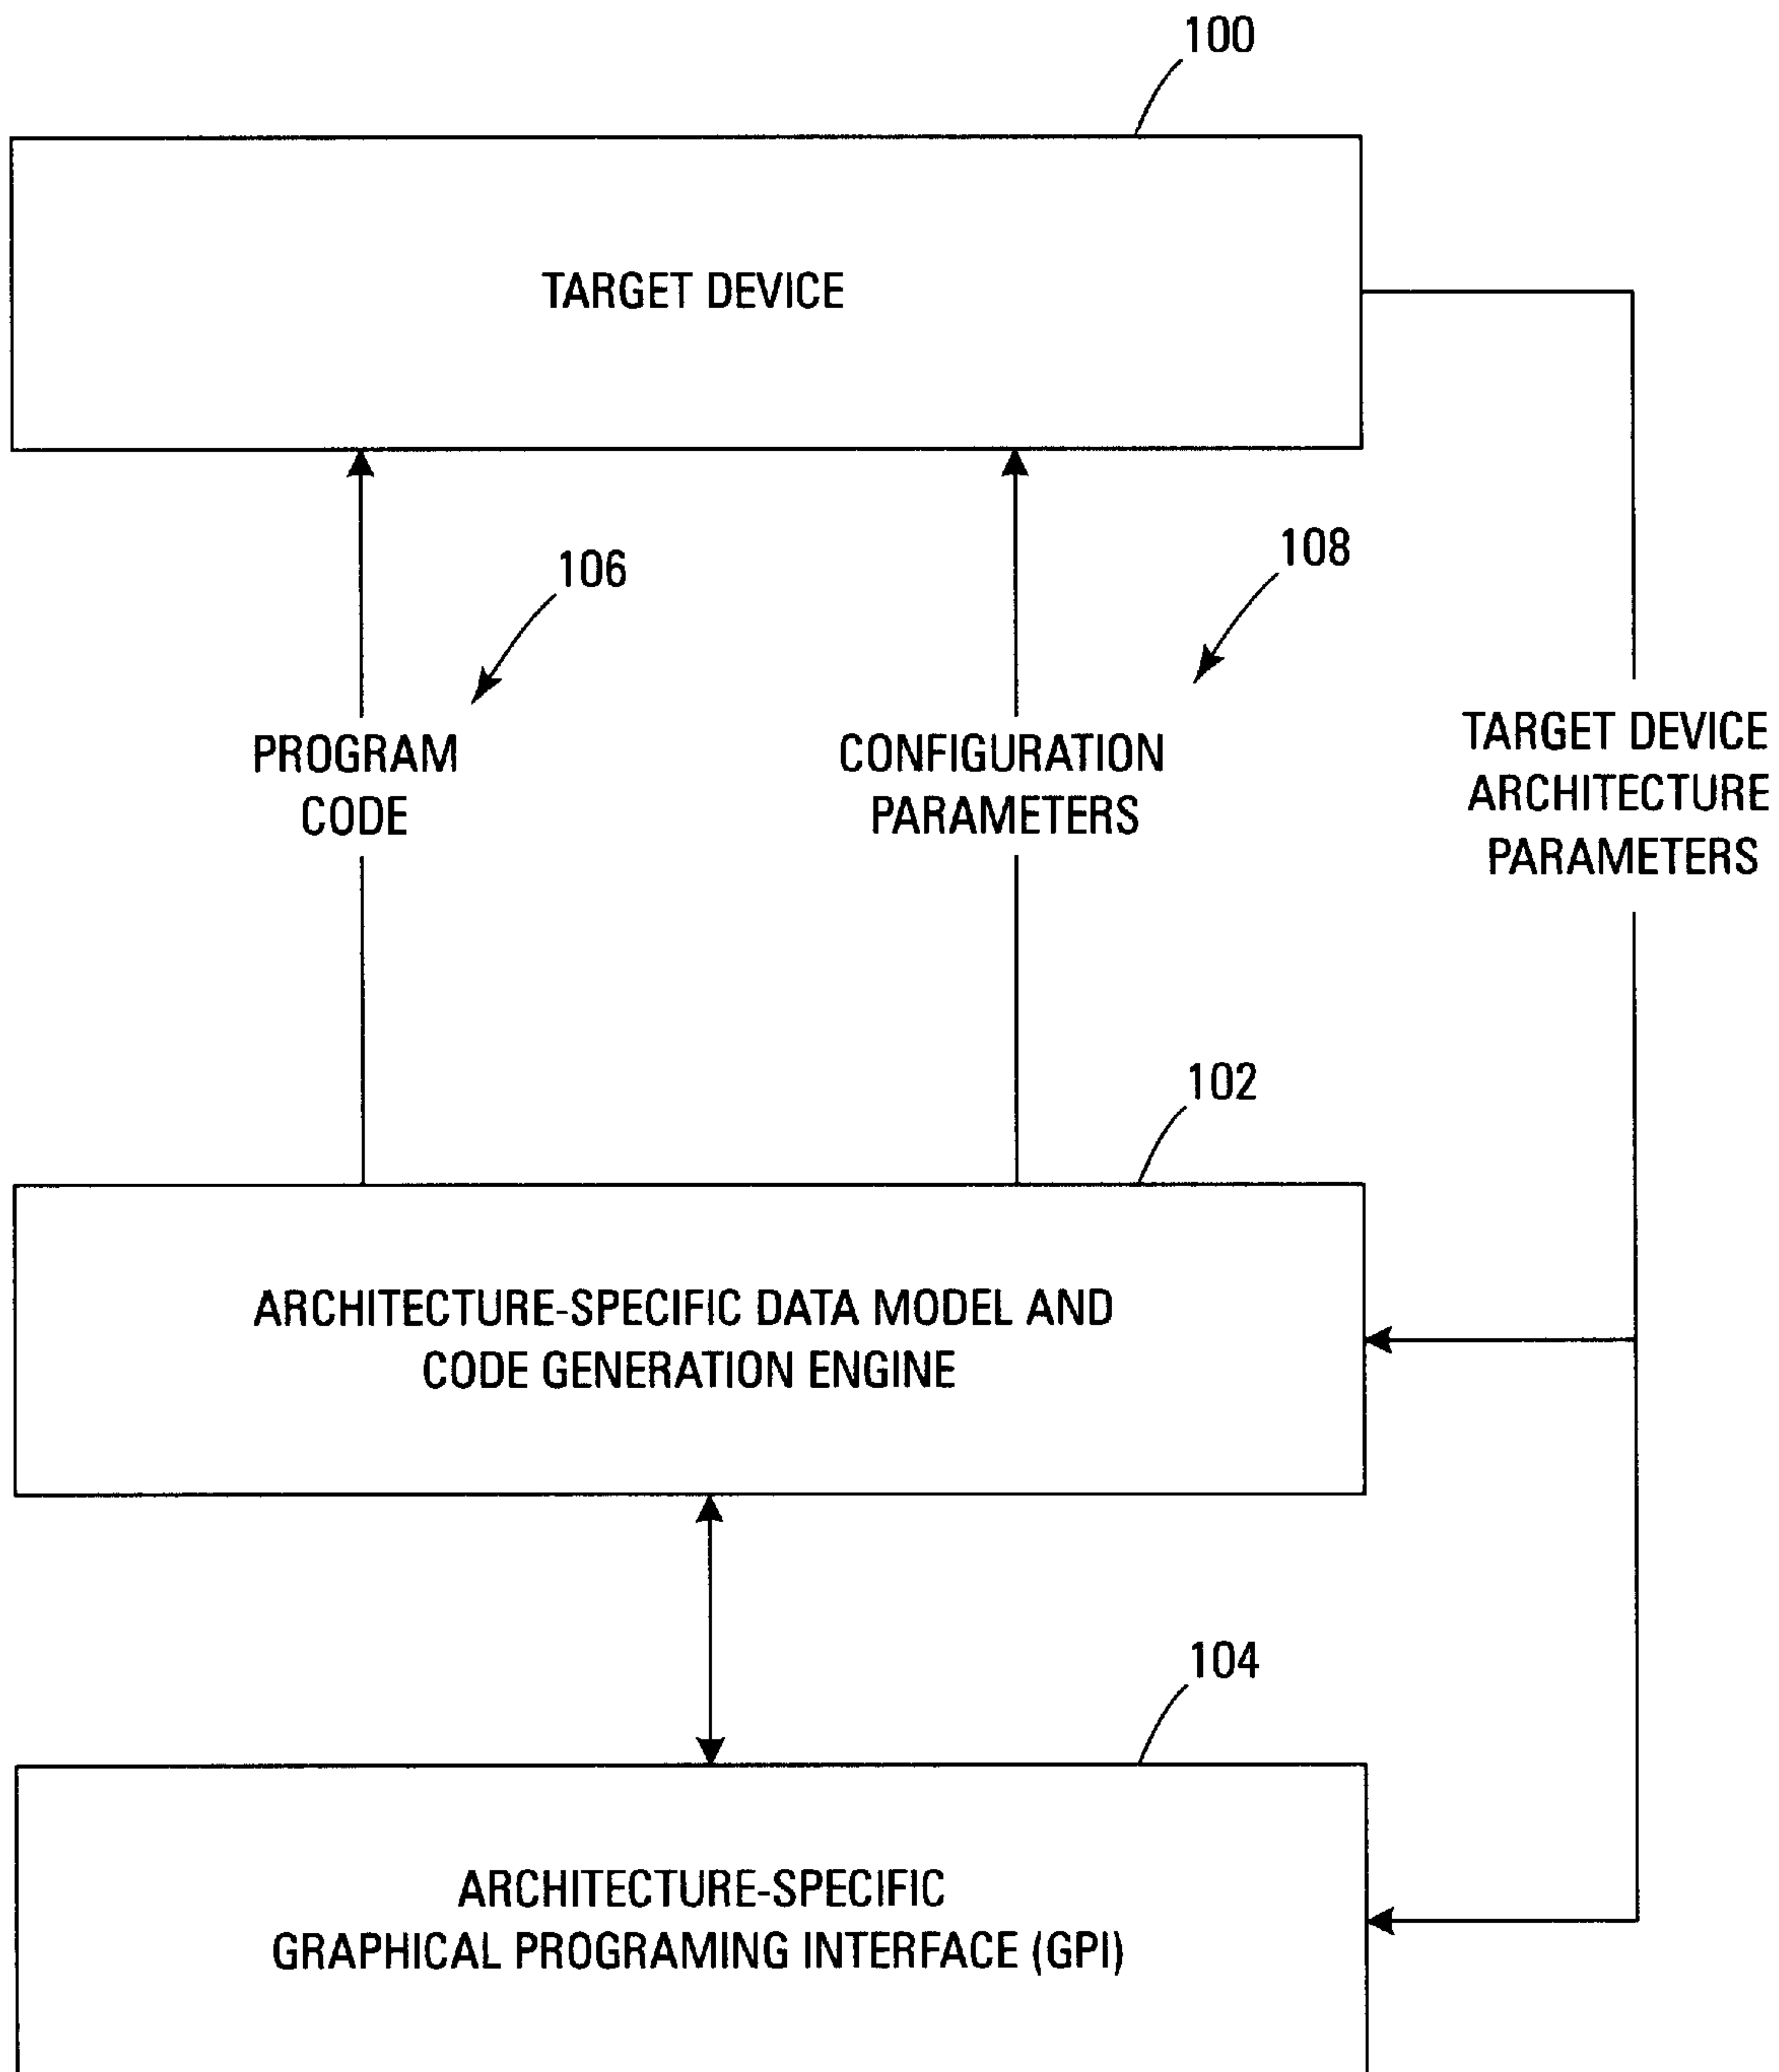 100
TARGET DEVICE
106
108
PROGRAM
CODE
CONFIGURATION
PARAMETERS
TARGET DEVICE
ARCHITECTURE
PARAMETERS
102
ARCHITECTURE-SPECIFIC DATA MODEL AND
CODE GENERATION ENGINE
104
ARCHITECTURE-SPECIFIC
GRAPHICAL PROGRAMING INTERFACE (GPI)